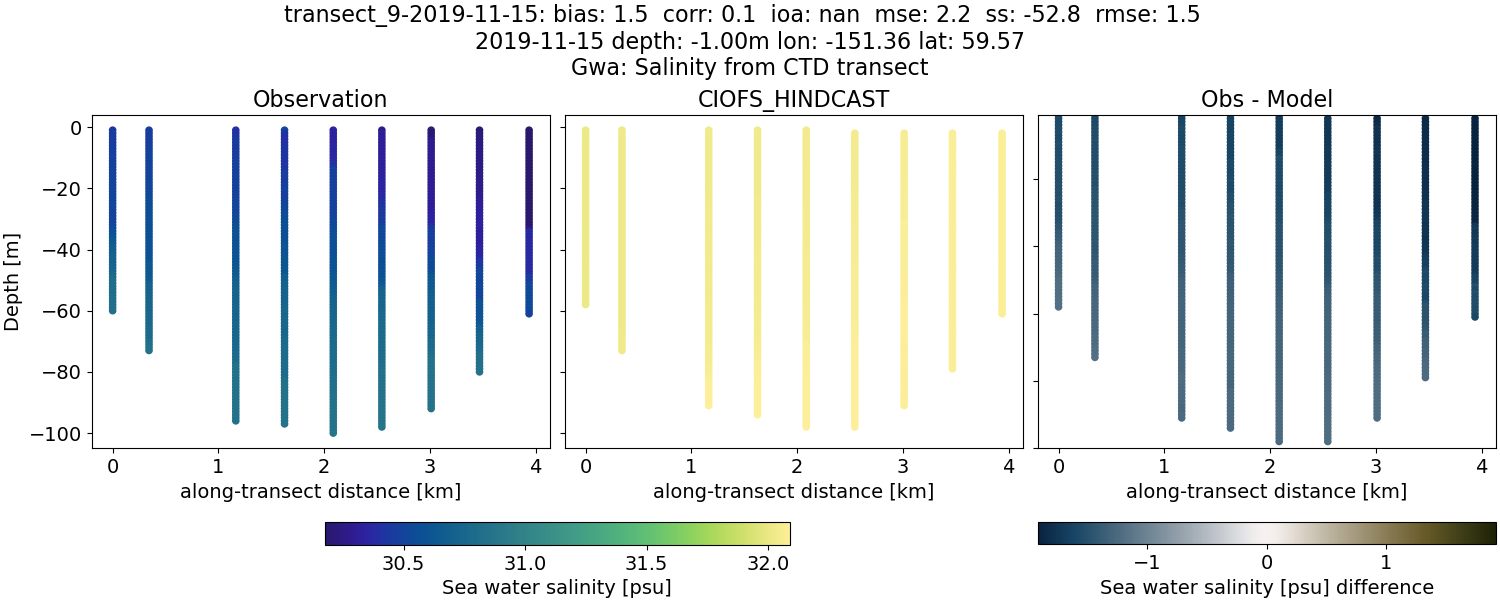 transect_9-2019-11-15: bias: 1.5  corr: 0.1  ioa: nan  mse: 2.2  ss: -52.8  rmse: 1.5
2019-11-15 depth: -1.00m lon: -151.36 lat: 59.57
Gwa: Salinity from CTD transect
Observation
CIOFS_HINDCAST
Obs - Model
Depth [m]
0
−20
−40
−60
−80
−100
0 1 2 3 4
0 1 2 3 4
0 1 2 3 4
along-transect distance [km]
along-transect distance [km]
along-transect distance [km]
30.5 31.0 31.5 32.0
Sea water salinity [psu]
−1 0 1
Sea water salinity [psu] difference